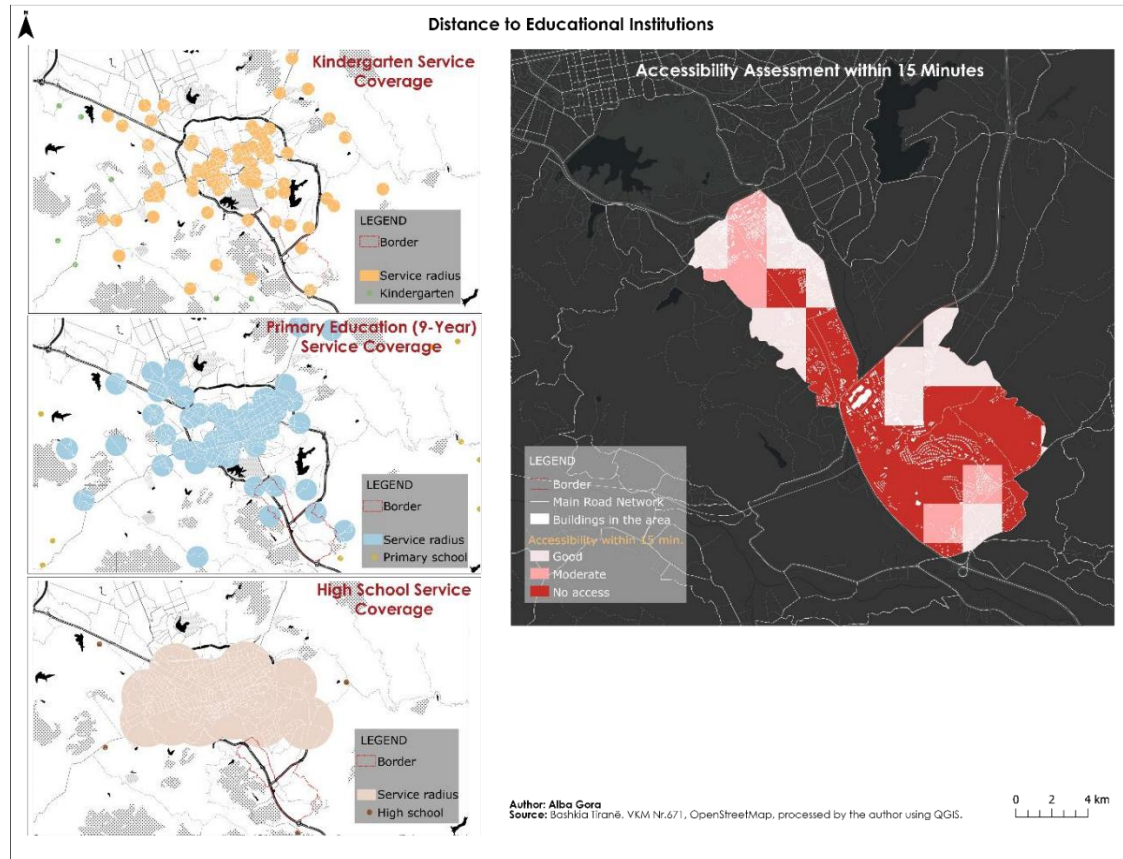 Distance to Educational Institutions
Kindergarten Service
Coverage
LEGEND
Border
Service radius
Kindergarten
Primary Education (9-Year)
Service Coverage
LEGEND
Border
Service radius
Primary school
High School Service
Coverage
LEGEND
Border
Service radius
High school
Accessibility Assessment within 15 Minutes
LEGEND
Border
Main Road Network
Buildings in the area
Accessibility within 15 min.
Good
Moderate
No access
Author: Alba Gora
Source: Bashkia Tiranë, VKM Nr.671, OpenStreetMap, processed by the author using QGIS.
0 2 4 km